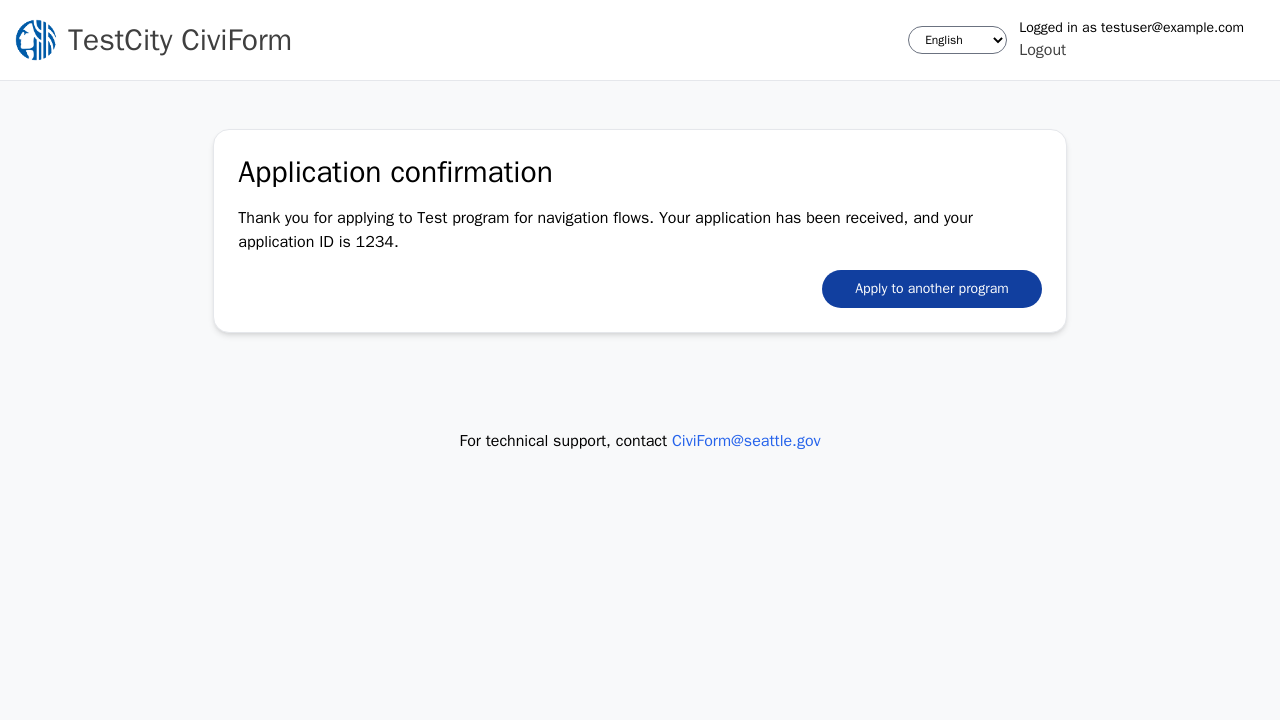 TestCity CiviForm
English
Logged in as testuser@example.com
Logout
Application confirmation
Thank you for applying to Test program for navigation flows. Your application has been received, and your
application ID is 1234.
Apply to another program
For technical support, contact CiviForm@seattle.gov